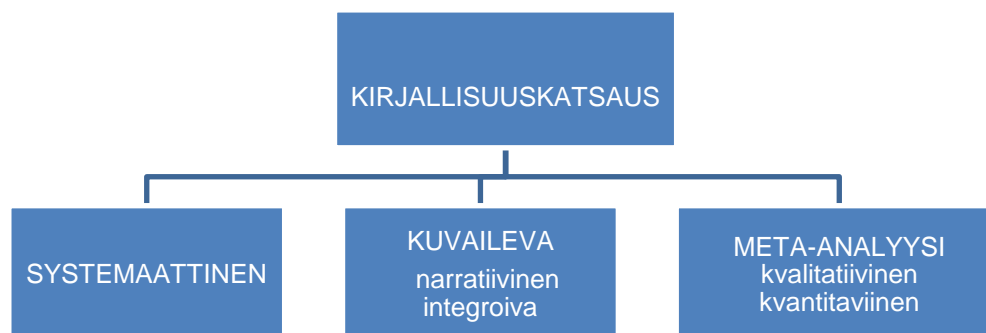 KIRJALLISUUSKATSAUS
SYSTEMAATTINEN
KUVAILEVA
narratiivinen
integroiva
META-ANALYYSI
kvalitatiivinen
kvantitaviinen